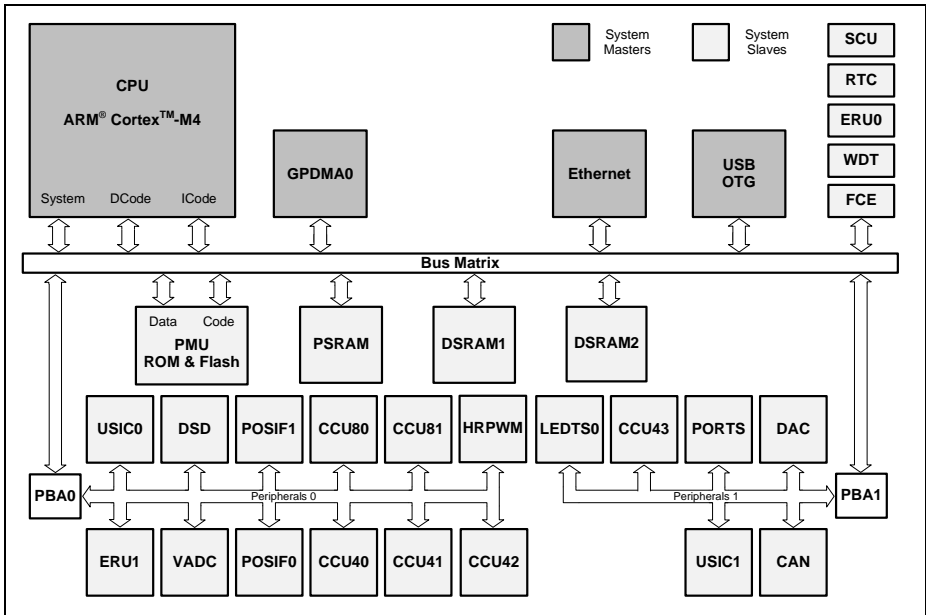 CPU
ARM® Cortex™-M4
System
DCode
ICode
GPDMA0
System
Masters
System
Slaves
Ethernet
USB
OTG
SCU
RTC
ERU0
WDT
FCE
Bus Matrix
Data
Code
PMU
ROM & Flash
PSRAM
DSRAM1
DSRAM2
USIC0
DSD
POSIF1
CCU80
CCU81
HRPWM
LEDTS0
CCU43
PORTS
DAC
PBA0
Peripherals 0
Peripherals 1
PBA1
ERU1
VADC
POSIF0
CCU40
CCU41
CCU42
USIC1
CAN